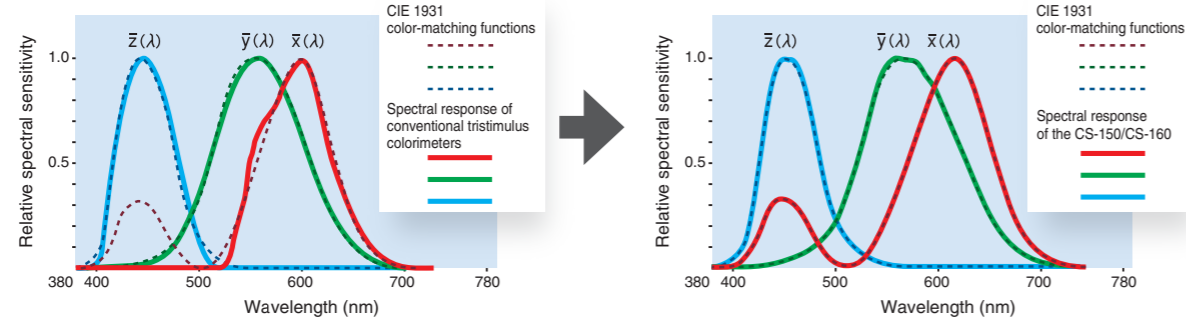 CIE 1931
color-matching functions
Spectral response of
conventional tristimulus
colorimeters
z̄(λ)
ȳ(λ)
x̄(λ)
1.0
0.5
Relative spectral sensitivity
380
400
500
600
700
780
Wavelength (nm)
CIE 1931
color-matching functions
Spectral response
of the CS-150/CS-160
z̄(λ)
ȳ(λ)
x̄(λ)
1.0
0.5
Relative spectral sensitivity
380
400
500
600
700
780
Wavelength (nm)